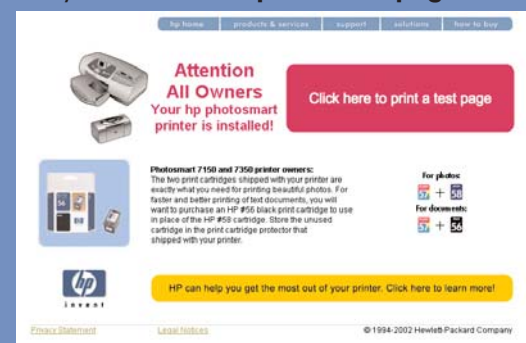 hp home products & services support solutions how to buy
Attention
All Owners
Your hp photosmart
printer is installed!
Click here to print a test page
Photosmart 7150 and 7350 printer owners:
The two print cartridges shipped with your printer are
exactly what you need for printing beautiful photos. For
faster and better printing of text documents, you will
want to purchase an HP #56 black print cartridge to use
in place of the HP #58 cartridge. Store the unused
cartridge in the print cartridge protector that
shipped with your printer.
For photos:
57 + 58
For documents:
57 + 56
56
hp
invent
HP can help you get the most out of your printer. Click here to learn more!
Privacy Statement Legal Notices © 1994-2002 Hewlett-Packard Company